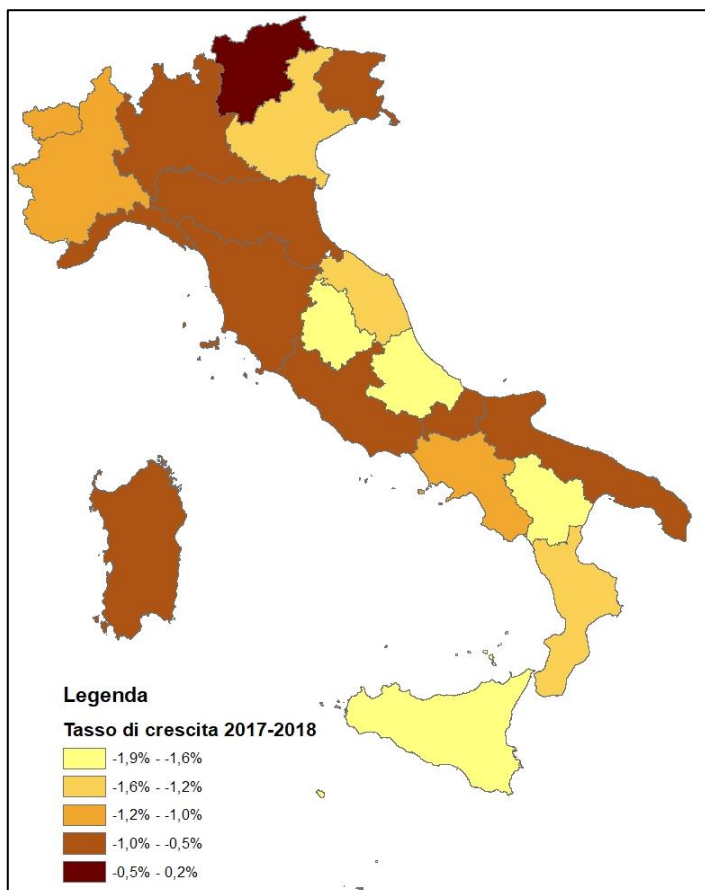 Legenda
Tasso di crescita 2017-2018
-1,9% - -1,6%
-1,6% - -1,2%
-1,2% - -1,0%
-1,0% - -0,5%
-0,5% - 0,2%